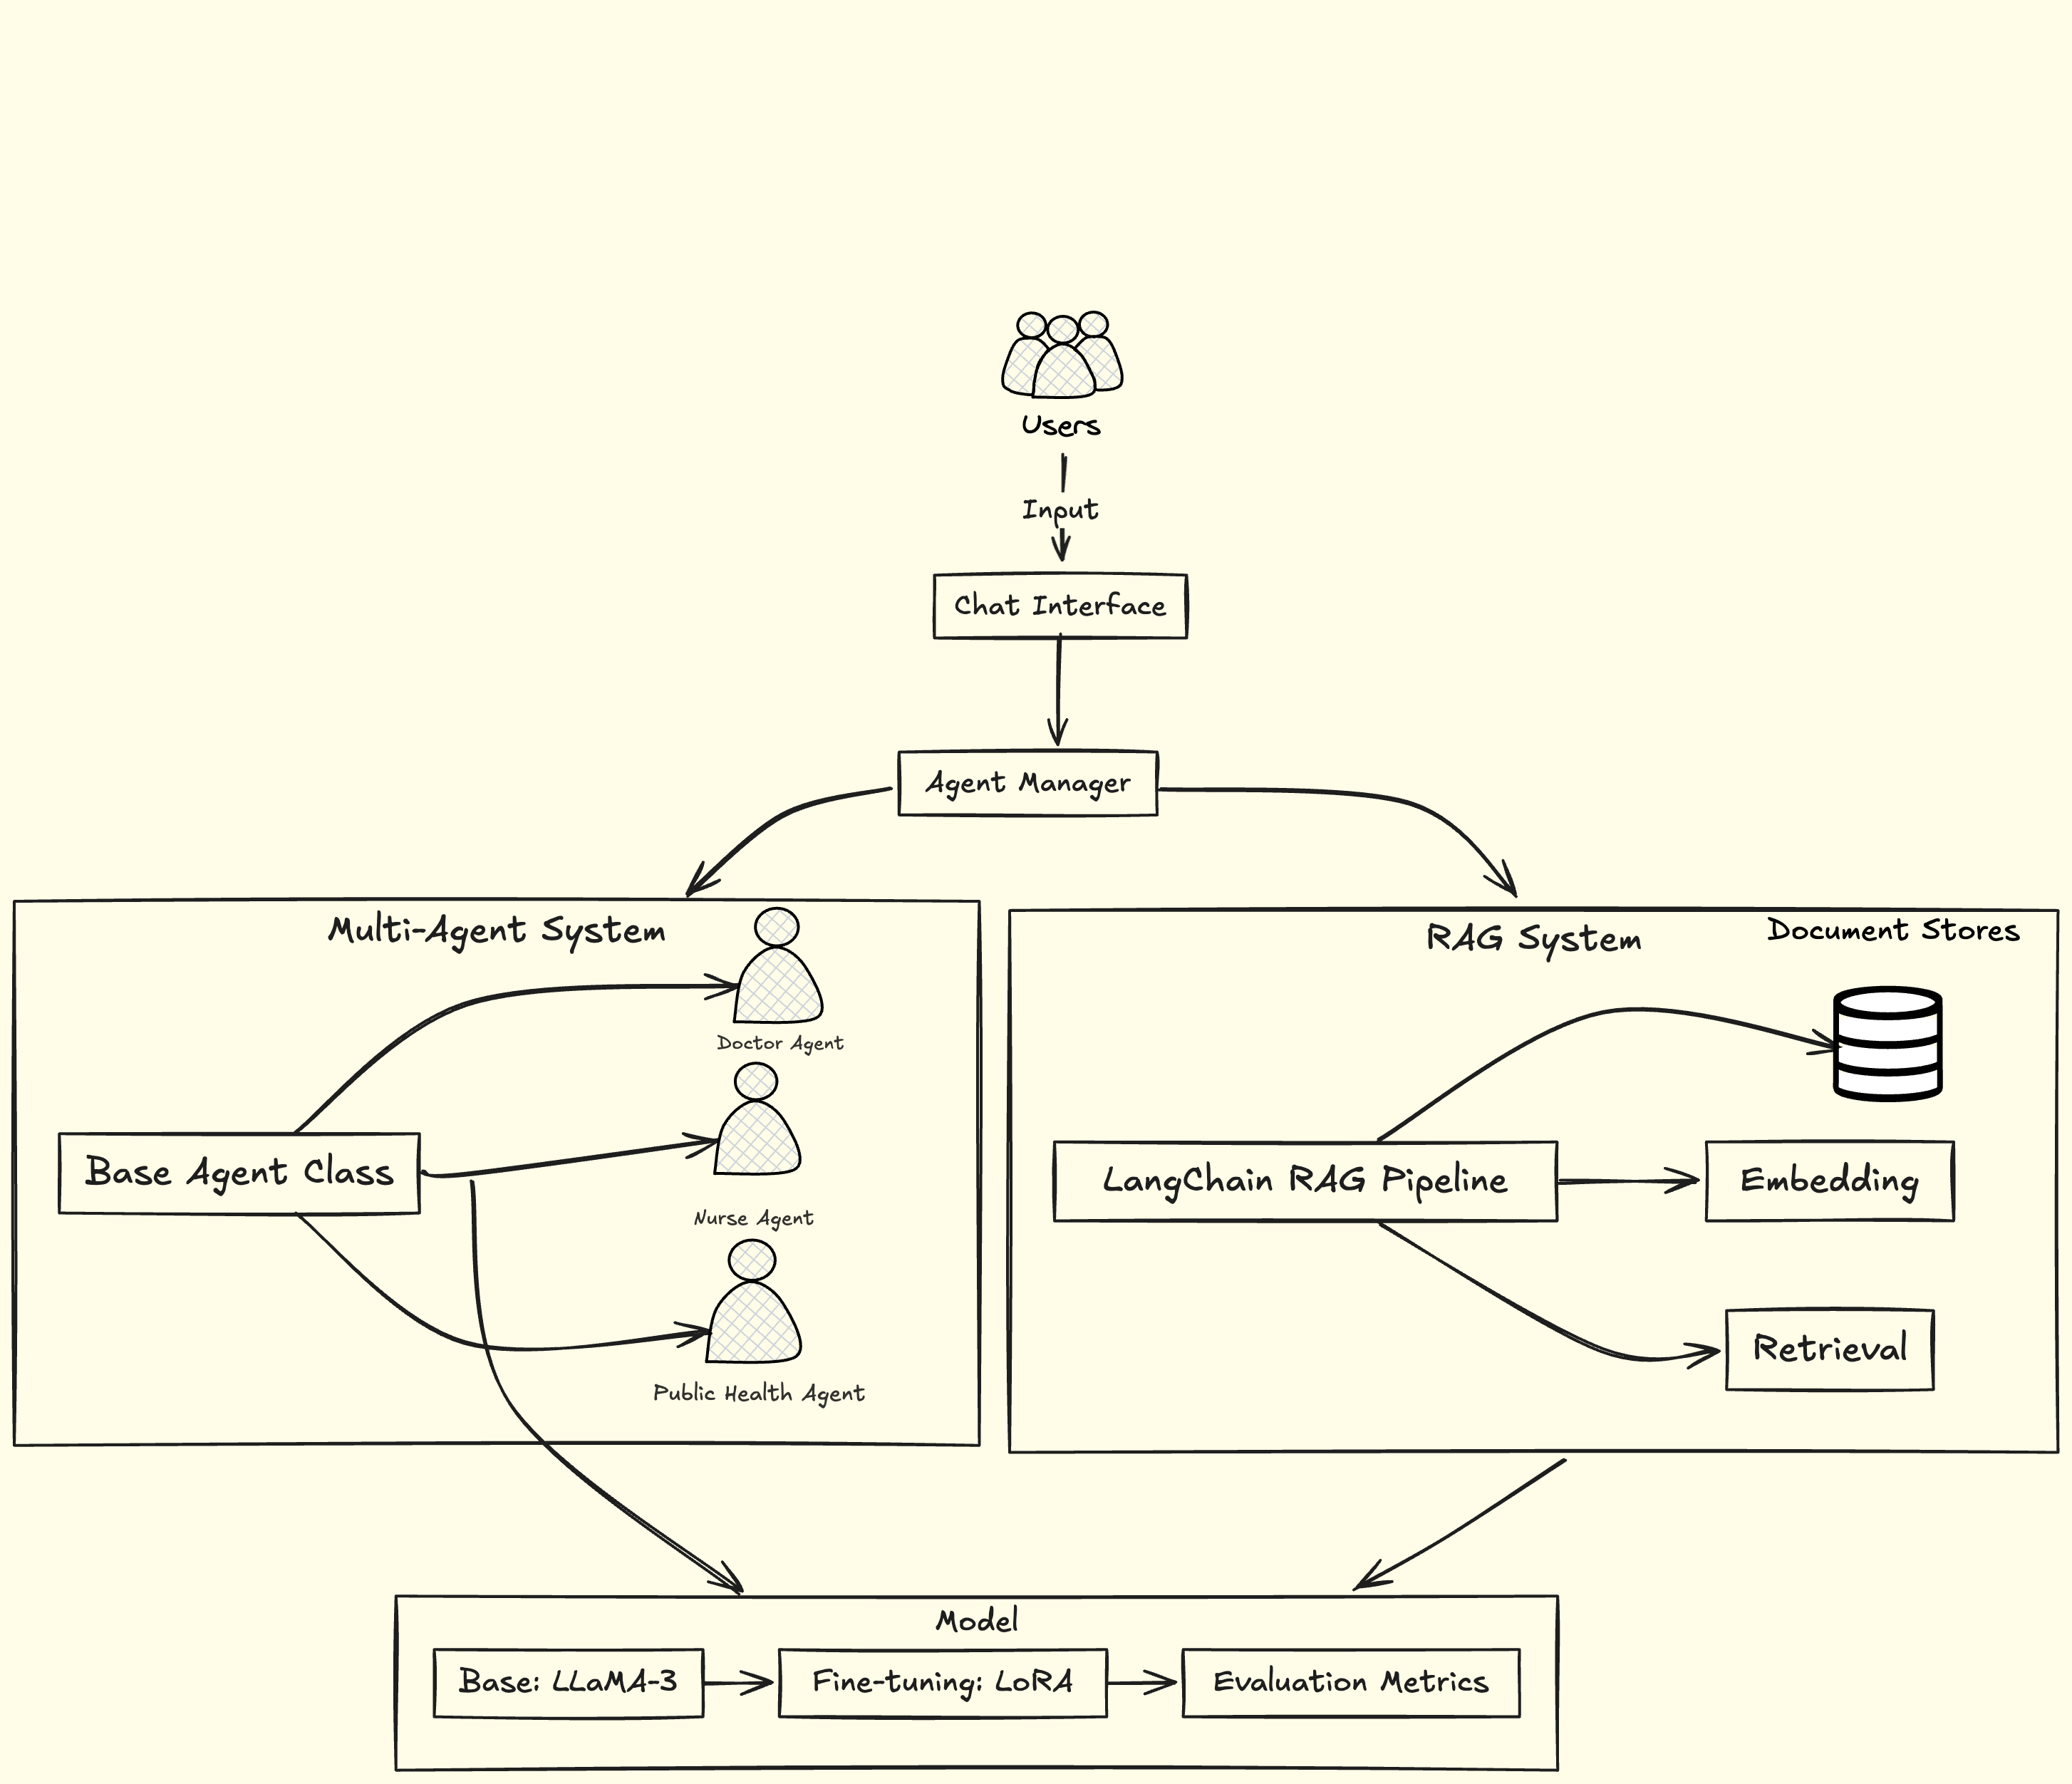 Users
Input
Chat Interface
Agent Manager
Multi-Agent System
Doctor Agent
Base Agent Class
Nurse Agent
Public Health Agent
RAG System
Document Stores
LangChain RAG Pipeline
Embedding
Retrieval
Model
Base: LLaMA-3
Fine-tuning: LoRA
Evaluation Metrics